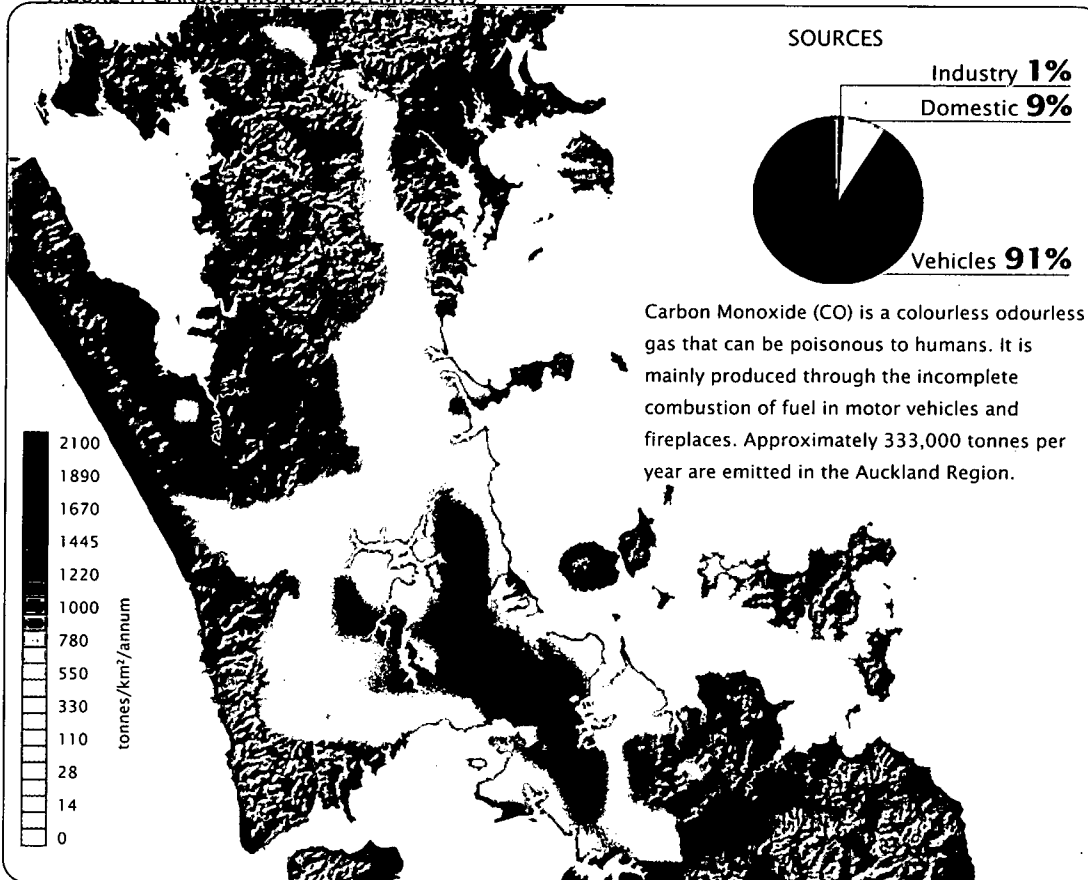 SOURCES
Industry 1%
Domestic 9%
Vehicles 91%
Carbon Monoxide (CO) is a colourless odourless
gas that can be poisonous to humans. It is
mainly produced through the incomplete
combustion of fuel in motor vehicles and
fireplaces. Approximately 333,000 tonnes per
year are emitted in the Auckland Region.
2100
1890
1670
1445
1220
1000
780
550
330
110
28
14
0
tonnes/km²/annum